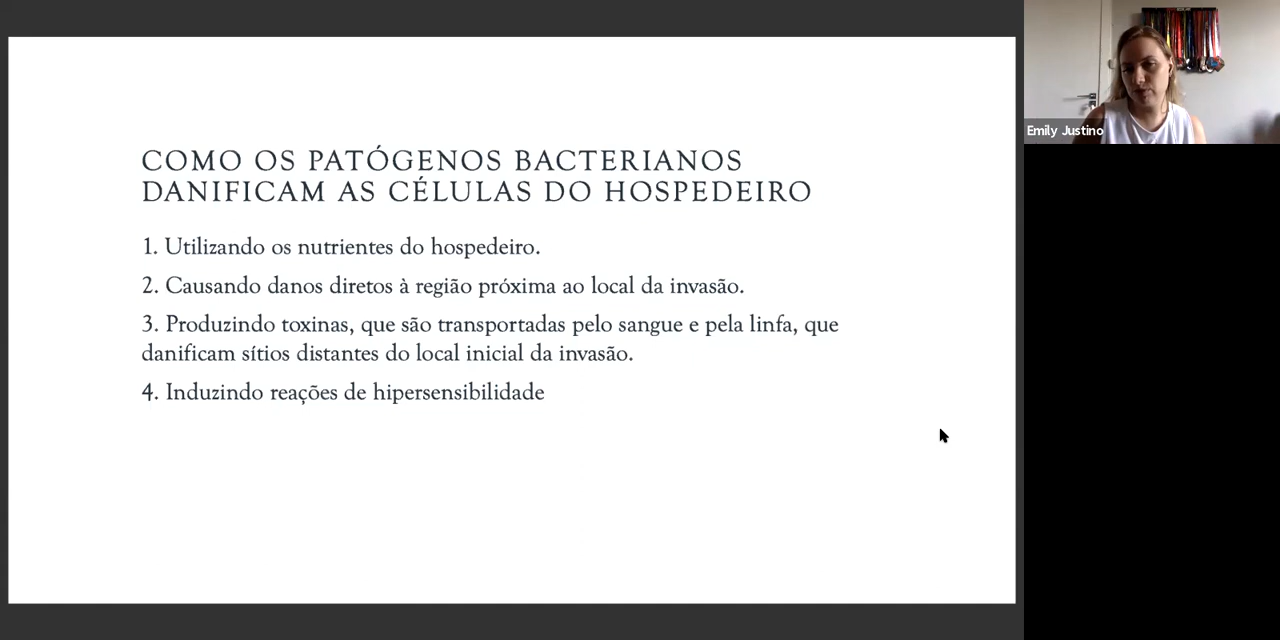 COMO OS PATÓGENOS BACTERIANOS
DANIFICAM AS CÉLULAS DO HOSPEDEIRO
1. Utilizando os nutrientes do hospedeiro.
2. Causando danos diretos à região próxima ao local da invasão.
3. Produzindo toxinas, que são transportadas pelo sangue e pela linfa, que
danificam sítios distantes do local inicial da invasão.
4. Induzindo reações de hipersensibilidade
Emily Justino